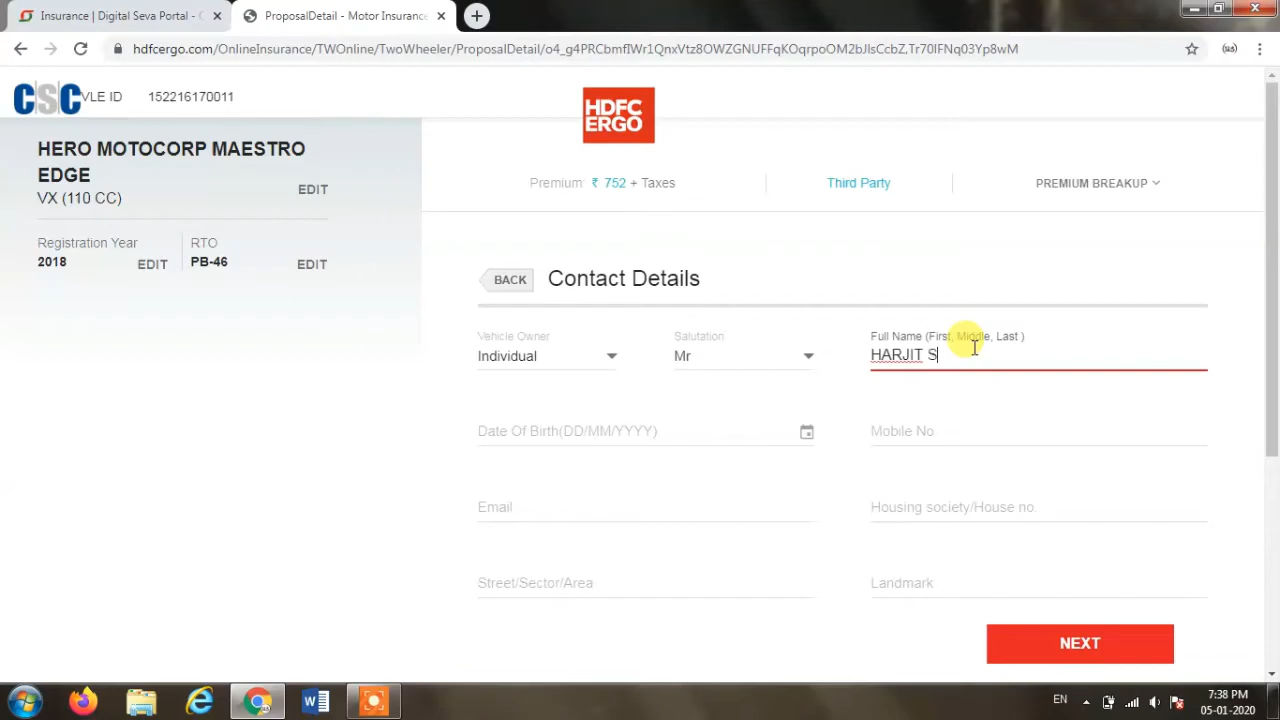 Insurance | Digital Seva Portal - C
ProposalDetail - Motor Insurance
hdfcergo.com/OnlineInsurance/TWOnline/TwoWheeler/ProposalDetail/
CSC VLE ID 152216170011
HDFC
ERGO
HERO MOTOCORP MAESTRO
EDGE
VX (110 CC)
EDIT
Premium: ₹ 752 + Taxes
Third Party
PREMIUM BREAKUP
Registration Year
2018
EDIT
RTO
PB-46
EDIT
BACK
Contact Details
Vehicle Owner
Individual
Salutation
Mr
Full Name (First, Middle, Last )
HARJIT S
Date Of Birth(DD/MM/YYYY)
Mobile No
Email
Housing society/House no
Street/Sector/Area
Landmark
NEXT
EN
7:38 PM
05-01-2020